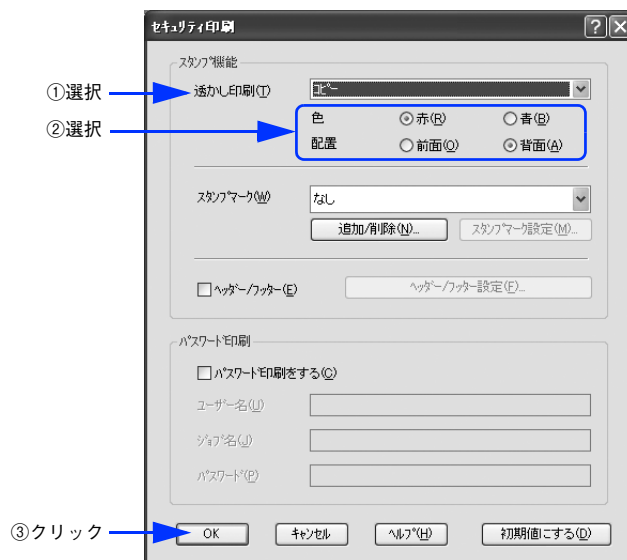 セキュリティ印刷
スタンプ機能
①選択
透かし印刷(T)
コピー
②選択
色
赤(R)
青(B)
配置
前面(O)
背面(A)
スタンプマーク(W)
なし
追加/削除(N)...
スタンプマーク設定(M)...
ヘッダー/フッター(E)
ヘッダー/フッター設定(F)...
パスワード印刷
パスワード印刷をする(C)
ユーザー名(U)
ジョブ名(J)
パスワード(P)
③クリック
OK
キャンセル
ヘルプ(H)
初期値にする(D)